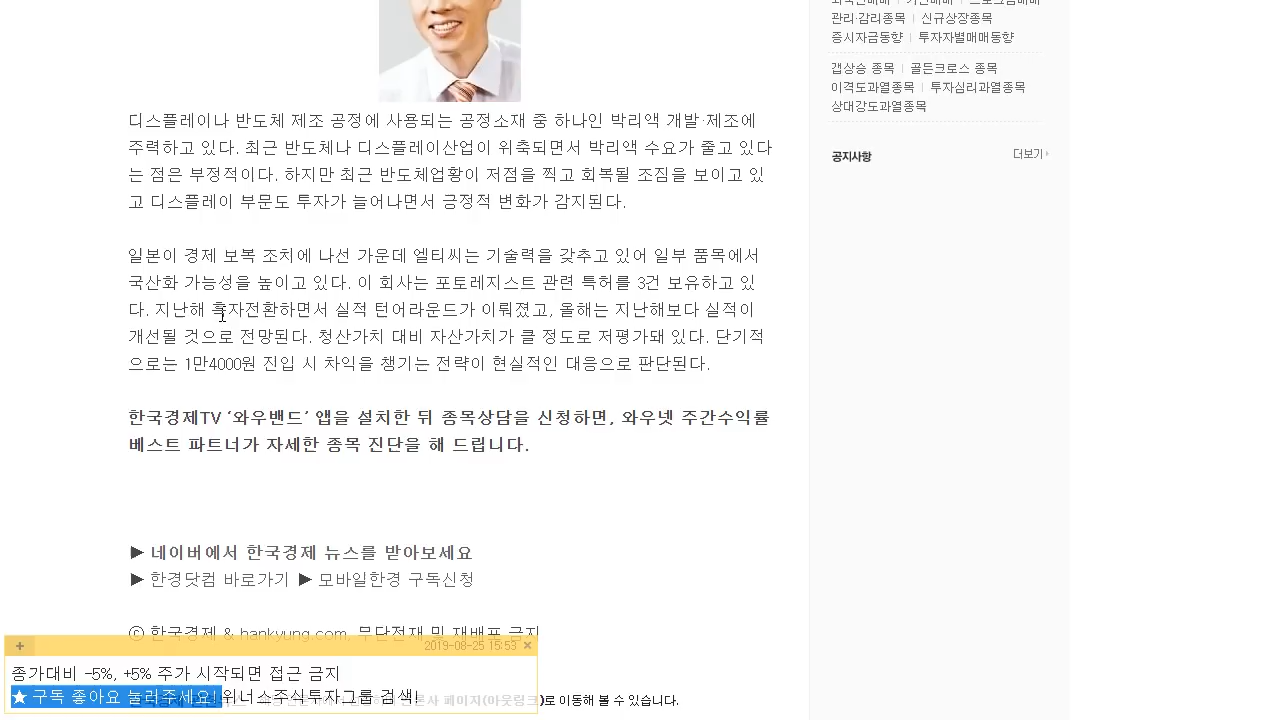 관리·감리종목 | 신규상장종목
증시자금동향 | 투자자별매매동향
갭상승 종목 | 골든크로스 종목
이격도과열종목 | 투자심리과열종목
상대강도과열종목
공지사항 더보기
디스플레이나 반도체 제조 공정에 사용되는 공정소재 중 하나인 박리액 개발·제조에
주력하고 있다. 최근 반도체나 디스플레이산업이 위축되면서 박리액 수요가 줄고 있다
는 점은 부정적이다. 하지만 최근 반도체업황이 저점을 찍고 회복될 조짐을 보이고 있
고 디스플레이 부문도 투자가 늘어나면서 긍정적 변화가 감지된다.
일본이 경제 보복 조치에 나선 가운데 엘티씨는 기술력을 갖추고 있어 일부 품목에서
국산화 가능성을 높이고 있다. 이 회사는 포토레지스트 관련 특허를 3건 보유하고 있
다. 지난해 흑자전환하면서 실적 턴어라운드가 이뤄졌고, 올해는 지난해보다 실적이
개선될 것으로 전망된다. 청산가치 대비 자산가치가 클 정도로 저평가돼 있다. 단기적
으로는 1만4000원 진입 시 차익을 챙기는 전략이 현실적인 대응으로 판단된다.
한국경제TV ‘와우밴드’ 앱을 설치한 뒤 종목상담을 신청하면, 와우넷 주간수익률
베스트 파트너가 자세한 종목 진단을 해 드립니다.
▶ 네이버에서 한국경제 뉴스를 받아보세요
▶ 한경닷컴 바로가기 ▶ 모바일한경 구독신청
ⓒ 한국경제 & hankyung.com, 무단전재 및 재배포 금지
2019-08-25 15:53
종가대비 -5%, +5% 주가 시작되면 접근 금지
★ 구독 좋아요 눌러주세요! 위너스주식투자그룹 검색!
언론사 페이지(아웃링크)로 이동해 볼 수 있습니다.